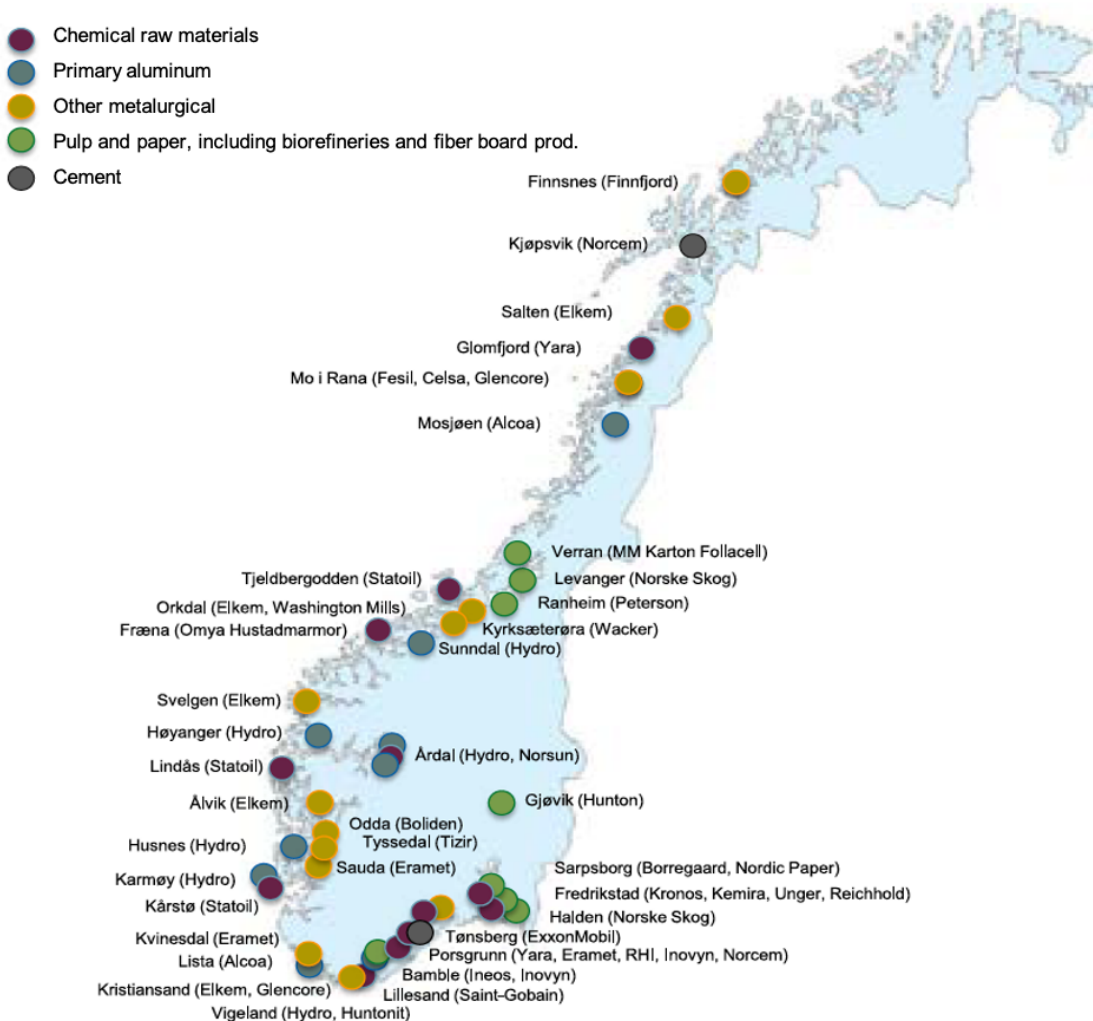 Chemical raw materials
Primary aluminum
Other metalurgical
Pulp and paper, including biorefineries and fiber board prod.
Cement
Finnsnes (Finnfjord)
Kjøpsvik (Norcem)
Salten (Elkem)
Glomfjord (Yara)
Mo i Rana (Fesil, Celsa, Glencore)
Mosjøen (Alcoa)
Verran (MM Karton Follacell)
Tjeldbergodden (Statoil)
Levanger (Norske Skog)
Orkdal (Elkem, Washington Mills)
Ranheim (Peterson)
Fræna (Omya Hustadmarmor)
Kyrksæterøra (Wacker)
Sunndal (Hydro)
Svelgen (Elkem)
Høyanger (Hydro)
Årdal (Hydro, Norsun)
Lindås (Statoil)
Ålvik (Elkem)
Gjøvik (Hunton)
Odda (Boliden)
Tyssedal (Tizir)
Husnes (Hydro)
Sauda (Eramet)
Sarpsborg (Borregaard, Nordic Paper)
Karmøy (Hydro)
Fredrikstad (Kronos, Kemira, Unger, Reichhold)
Kårstø (Statoil)
Halden (Norske Skog)
Kvinesdal (Eramet)
Tønsberg (ExxonMobil)
Porsgrunn (Yara, Eramet, RHI, Inovyn, Norcem)
Lista (Alcoa)
Bamble (Ineos, Inovyn)
Kristiansand (Elkem, Glencore)
Lillesand (Saint-Gobain)
Vigeland (Hydro, Huntonit)